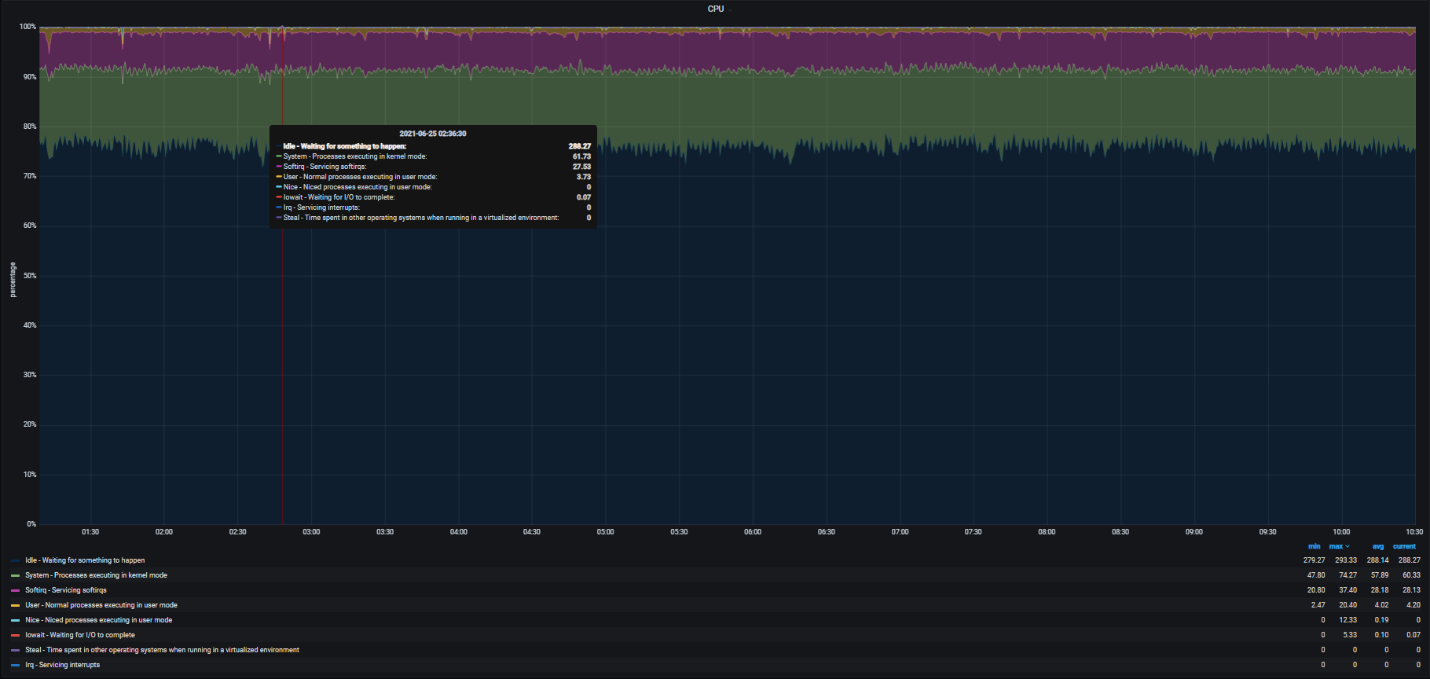 CPU
100%
90%
80%
70%
60%
50%
40%
30%
20%
10%
0%
percentage
2021-06-25 02:36:30
Idle - Waiting for something to happen: 288.27
System - Processes executing in kernel mode: 61.73
Softirq - Servicing softirqs: 27.53
User - Normal processes executing in user mode: 3.73
Nice - Niced processes executing in user mode: 0
Iowait - Waiting for I/O to complete: 0.07
Irq - Servicing interrupts: 0
Steal - Time spent in other operating systems when running in a virtualized environment: 0
01:30 02:00 02:30 03:00 03:30 04:00 04:30 05:00 05:30 06:00 06:30 07:00 07:30 08:00 08:30 09:00 09:30 10:00 10:30
min max avg current
Idle - Waiting for something to happen 279.27 293.33 288.14 288.27
System - Processes executing in kernel mode 47.80 74.27 57.89 60.33
Softirq - Servicing softirqs 20.80 37.40 28.18 28.13
User - Normal processes executing in user mode 2.47 20.40 4.02 4.20
Nice - Niced processes executing in user mode 0 12.33 0.19 0
Iowait - Waiting for I/O to complete 0 5.33 0.10 0.07
Steal - Time spent in other operating systems when running in a virtualized environment 0 0 0 0
Irq - Servicing interrupts 0 0 0 0